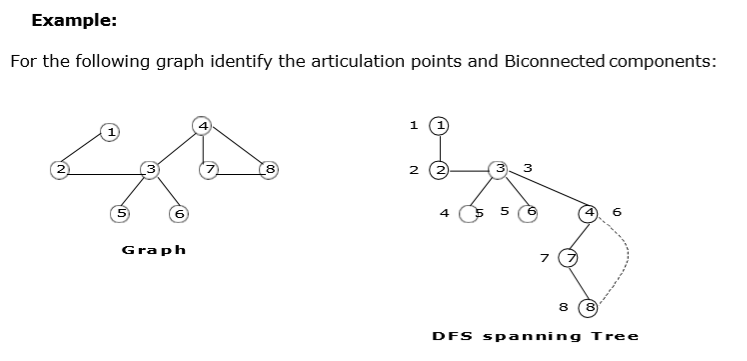 Example:
For the following graph identify the articulation points and Biconnected components:
1
4
2
3
7
8
5
6
Graph
1 1
2 2 3 3
4 5 5 6 4 6
7 7
8 8
DFS spanning Tree